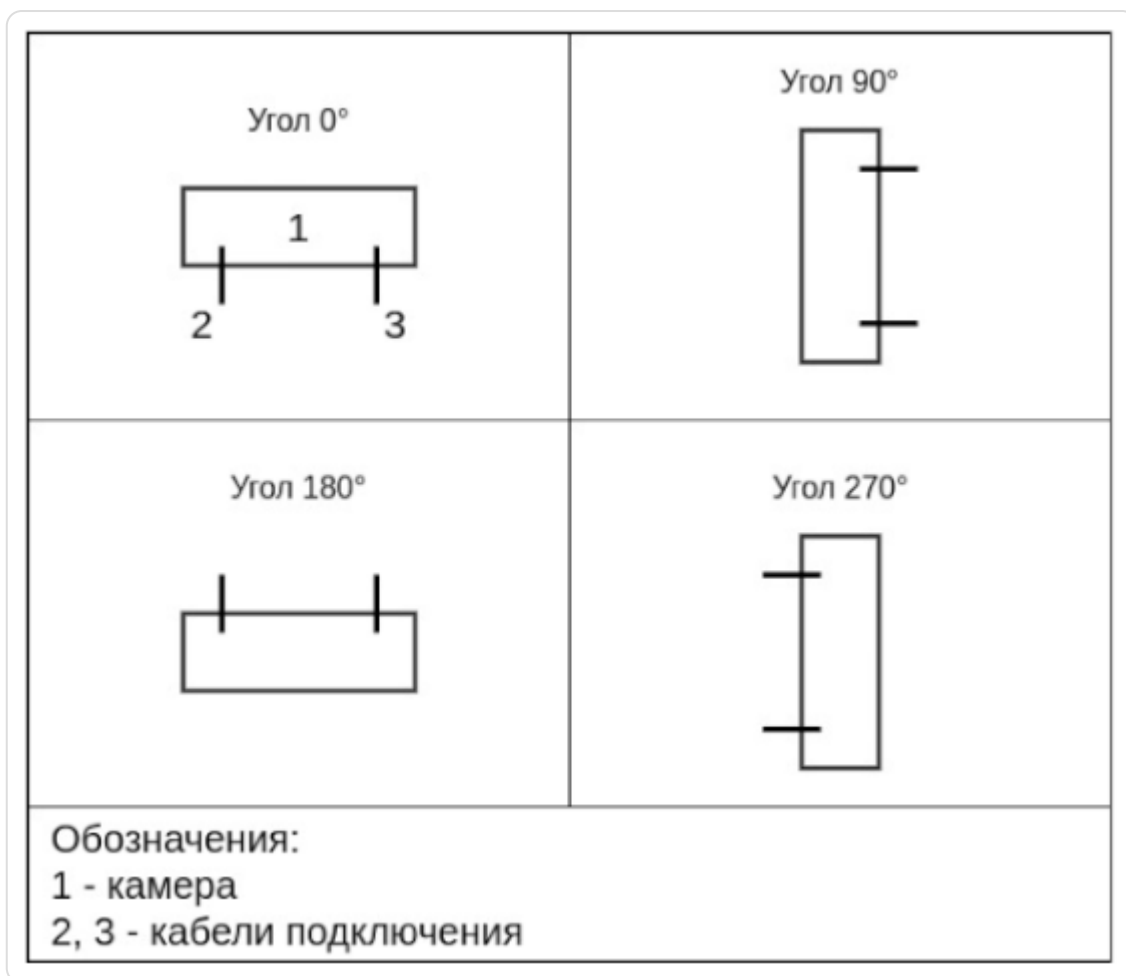 Угол 0°
Угол 90°
1
2
3
Угол 180°
Угол 270°
Обозначения:
1 - камера
2, 3 - кабели подключения